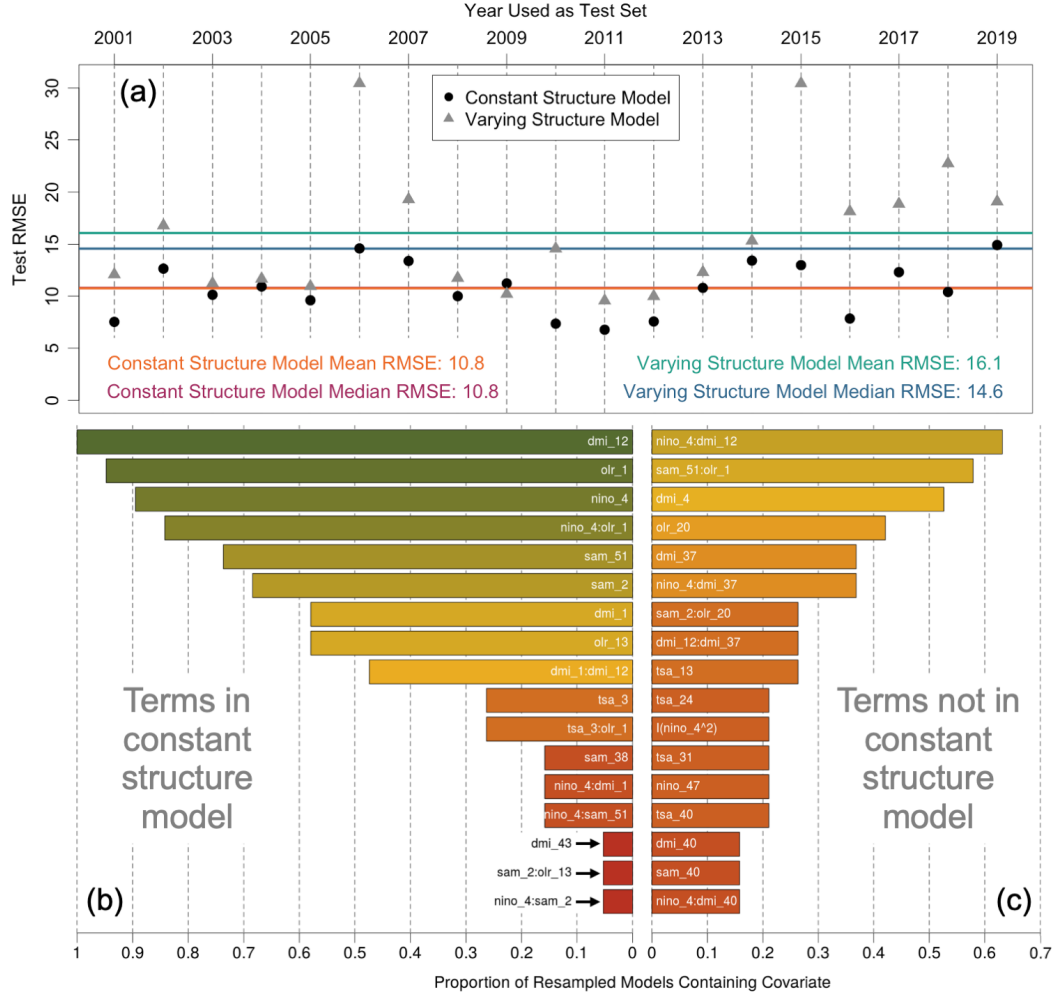 Year Used as Test Set
2001 2003 2005 2007 2009 2011 2013 2015 2017 2019
(a)
Constant Structure Model
Varying Structure Model
Test RMSE
30
25
20
15
10
5
0
Constant Structure Model Mean RMSE: 10.8
Varying Structure Model Mean RMSE: 16.1
Constant Structure Model Median RMSE: 10.8
Varying Structure Model Median RMSE: 14.6
dmi_12
olr_1
nino_4
nino_4:olr_1
sam_51
sam_2
dmi_1
olr_13
dmi_1:dmi_12
tsa_3
tsa_3:olr_1
sam_38
nino_4:dmi_1
nino_4:sam_51
dmi_43
sam_2:olr_13
nino_4:sam_2
Terms in
constant
structure
model
(b)
nino_4:dmi_12
sam_51:olr_1
dmi_4
olr_20
dmi_37
nino_4:dmi_37
sam_2:olr_20
dmi_12:dmi_37
tsa_13
tsa_24
I(nino_4^2)
tsa_31
nino_47
tsa_40
dmi_40
sam_40
nino_4:dmi_40
Terms not in
constant
structure
model
(c)
1 0.9 0.8 0.7 0.6 0.5 0.4 0.3 0.2 0.1 0 0 0.1 0.2 0.3 0.4 0.5 0.6 0.7
Proportion of Resampled Models Containing Covariate